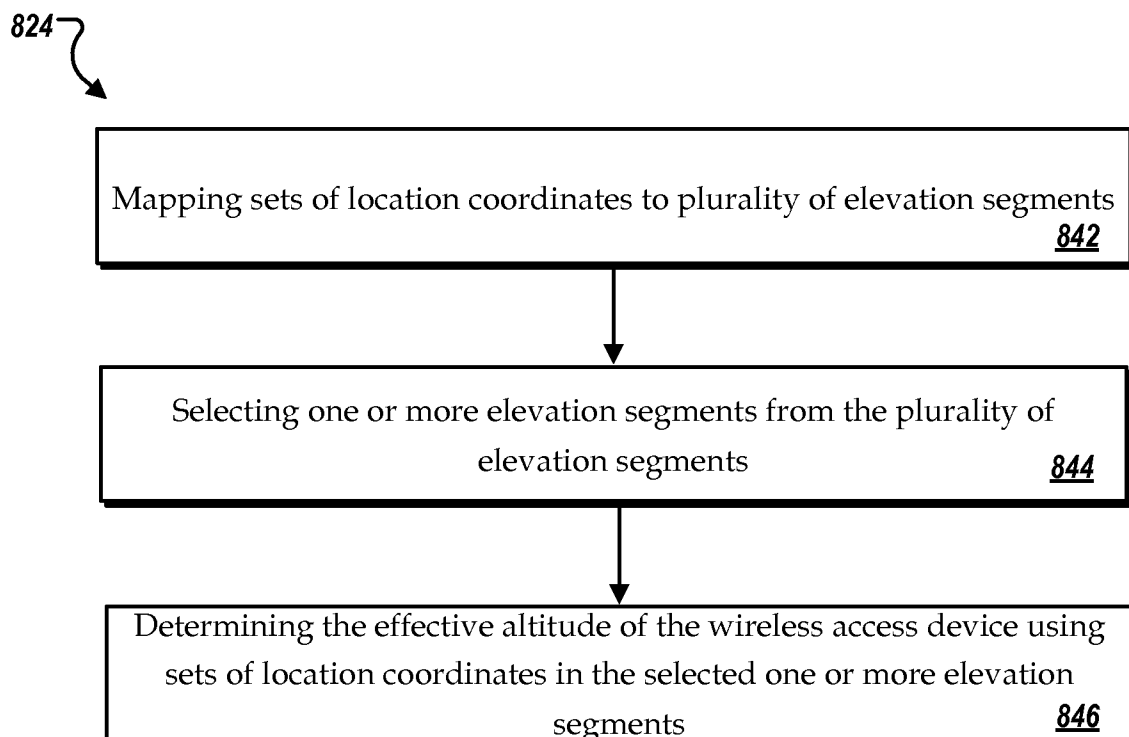 824
Mapping sets of location coordinates to plurality of elevation segments
842
Selecting one or more elevation segments from the plurality of
elevation segments
844
Determining the effective altitude of the wireless access device using
sets of location coordinates in the selected one or more elevation
segments
846